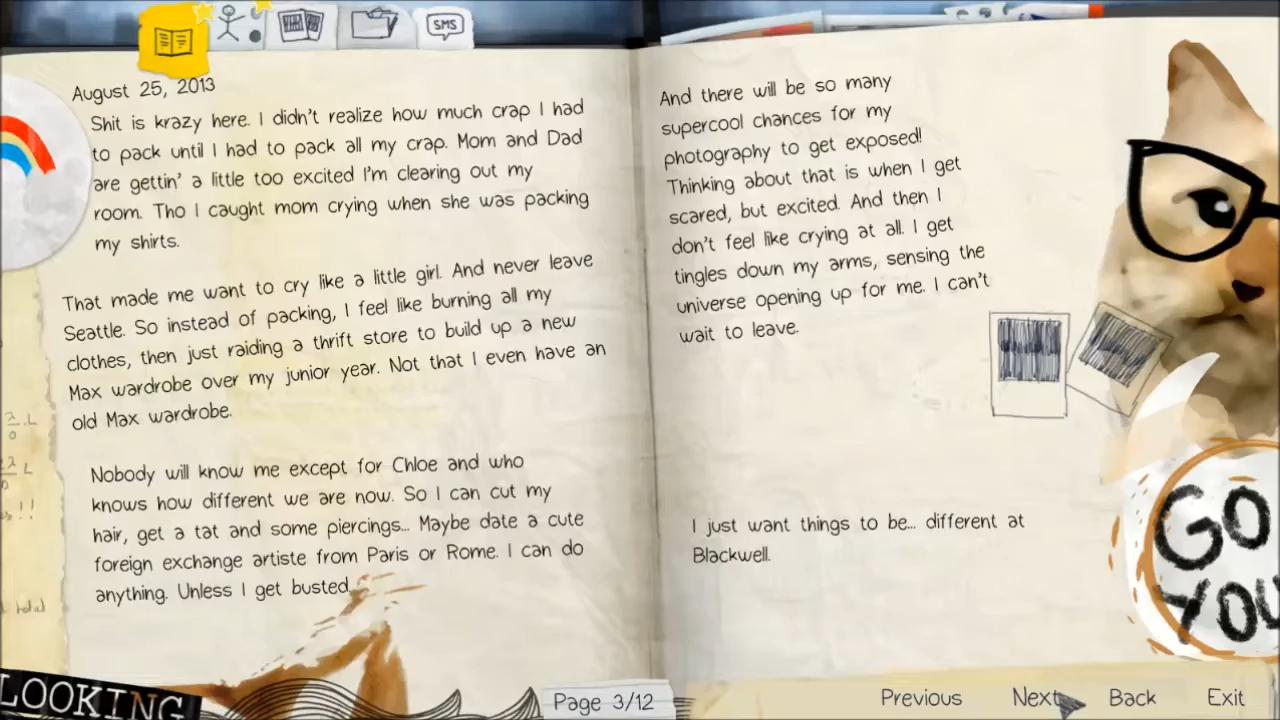 SMS
August 25, 2013
Shit is krazy here. I didn't realize how much crap I had
to pack until I had to pack all my crap. Mom and Dad
are gettin' a little too excited I'm clearing out my
room. Tho I caught mom crying when she was packing
my shirts.
That made me want to cry like a little girl. And never leave
Seattle. So instead of packing, I feel like burning all my
clothes, then just raiding a thrift store to build up a new
Max wardrobe over my junior year. Not that I even have an
old Max wardrobe.
Nobody will know me except for Chloe and who
knows how different we are now. So I can cut my
hair, get a tat and some piercings... Maybe date a cute
foreign exchange artiste from Paris or Rome. I can do
anything. Unless I get busted.
And there will be so many
supercool chances for my
photography to get exposed!
Thinking about that is when I get
scared, but excited. And then I
don't feel like crying at all. I get
tingles down my arms, sensing the
universe opening up for me. I can't
wait to leave.
I just want things to be... different at
Blackwell.
GO
YOU
LOOKING
Page 3/12
Previous Next Back Exit